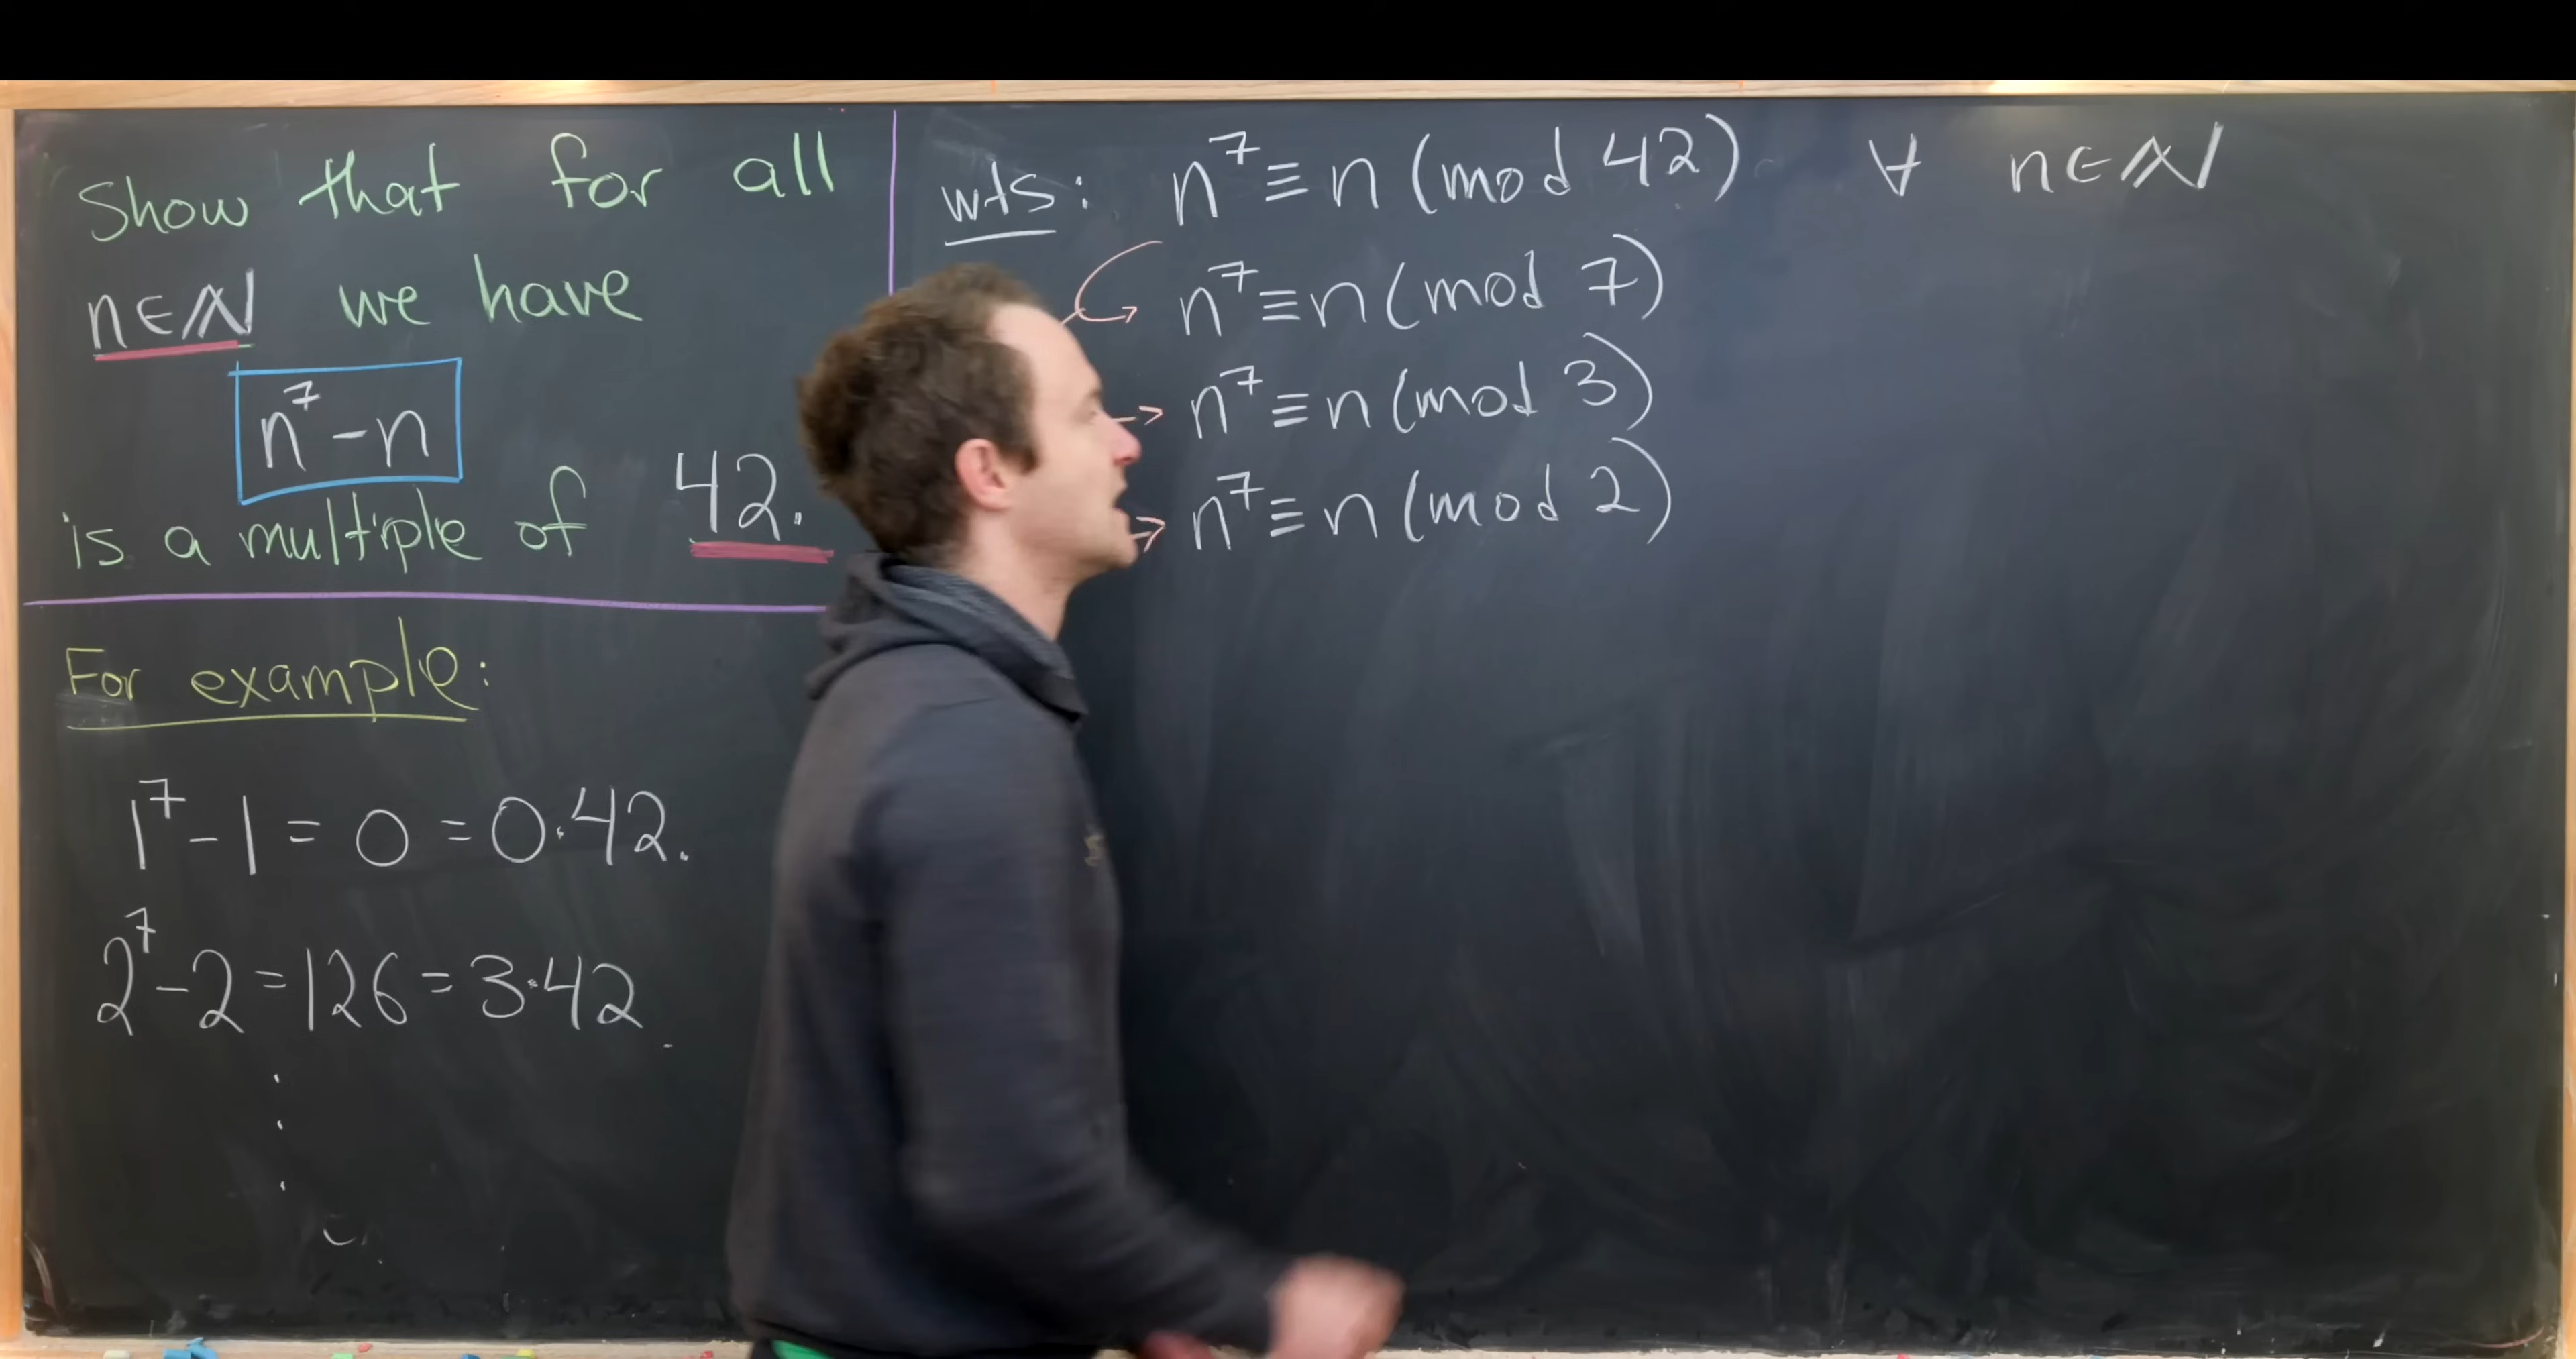 Show that for all
n∈ℕ we have
n⁷-n
is a multiple of 42.
For example:
1⁷-1=0=0·42.
2⁷-2=126=3·42
wts: n⁷≡n (mod 42) ∀ n∈ℕ
n⁷≡n (mod 7)
n⁷≡n (mod 3)
n⁷≡n (mod 2)